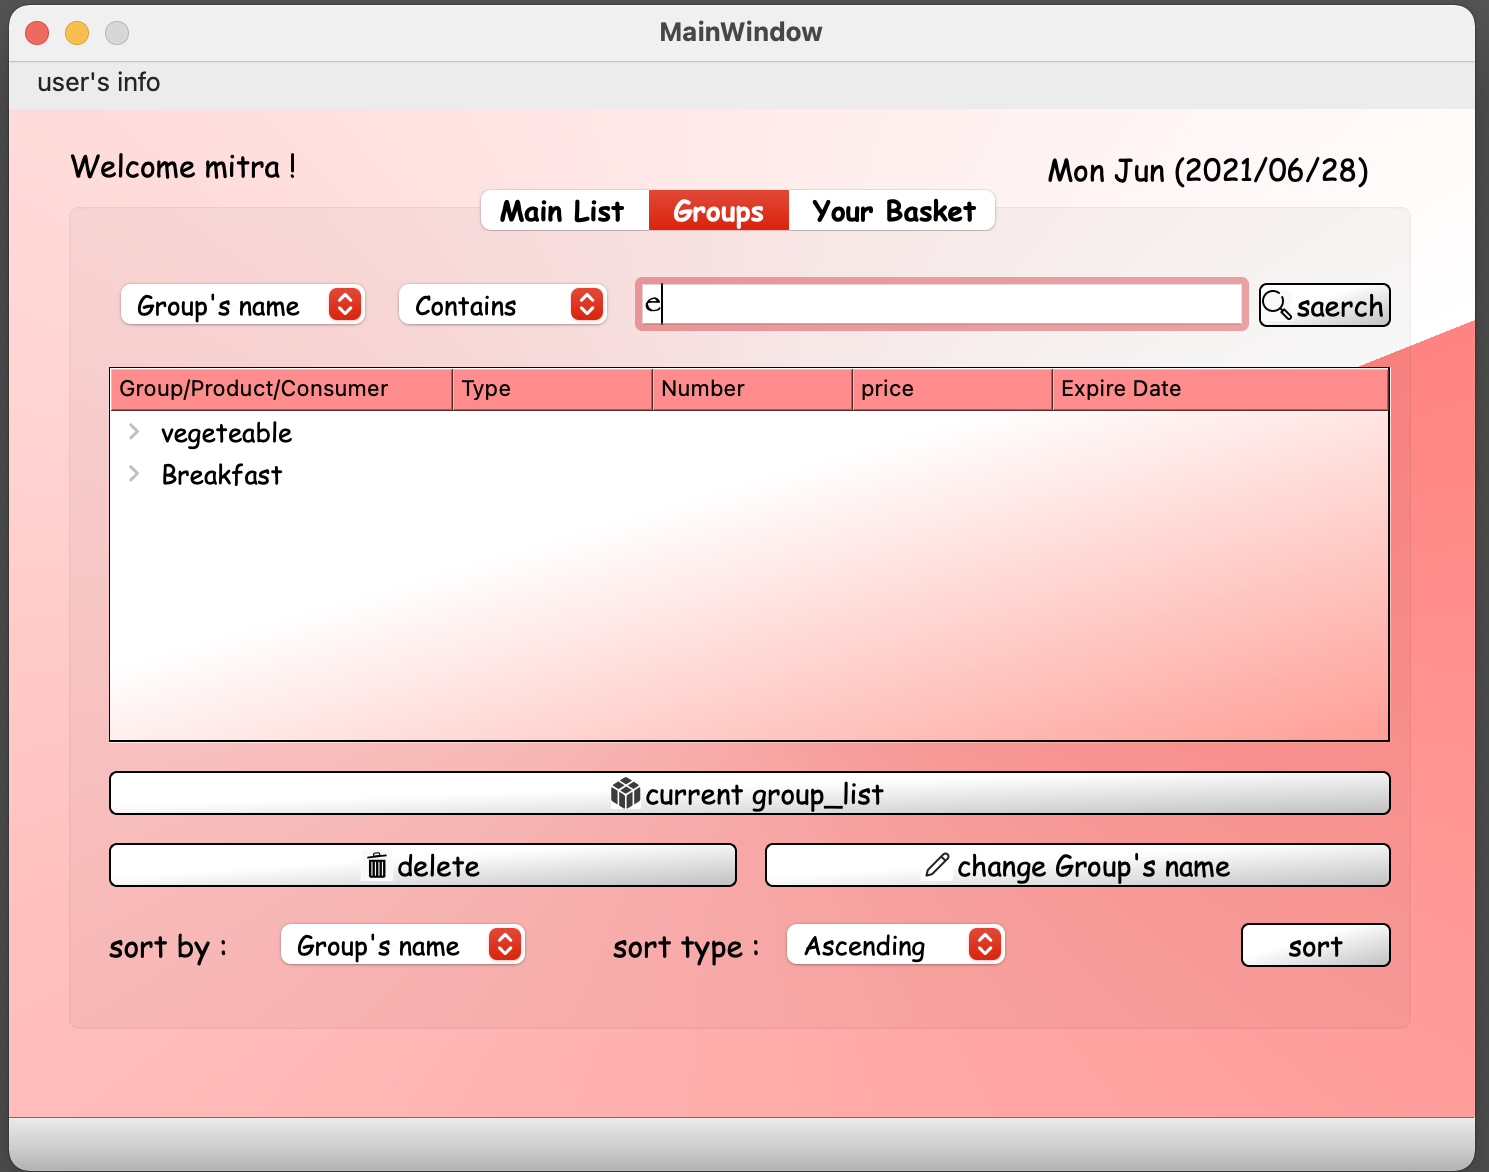 MainWindow
user's info
Welcome mitra !
Mon Jun (2021/06/28)
Main List Groups Your Basket
Group's name Contains e saerch
Group/Product/Consumer Type Number price Expire Date
vegeteable
Breakfast
current group_list
delete change Group's name
sort by : Group's name sort type : Ascending sort